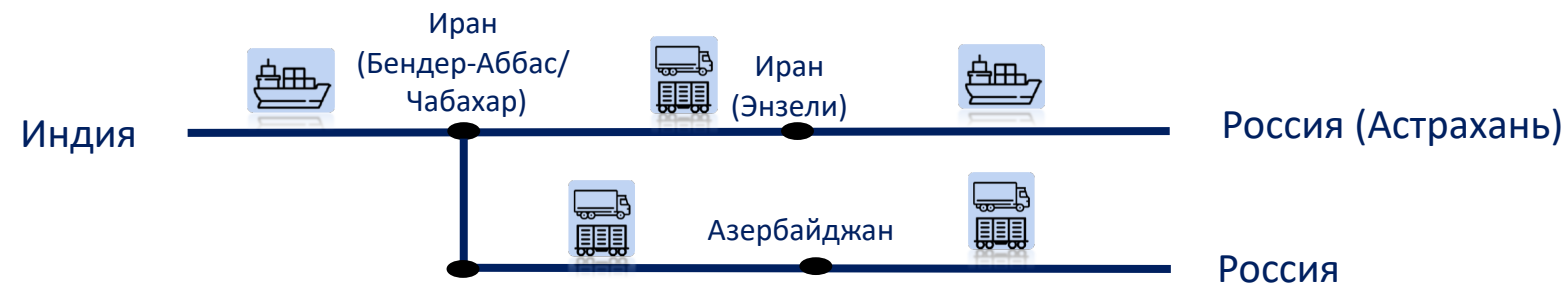 Иран
(Бендер-Аббас/
Чабахар)
Иран
(Энзели)
Индия
Россия (Астрахань)
Азербайджан
Россия